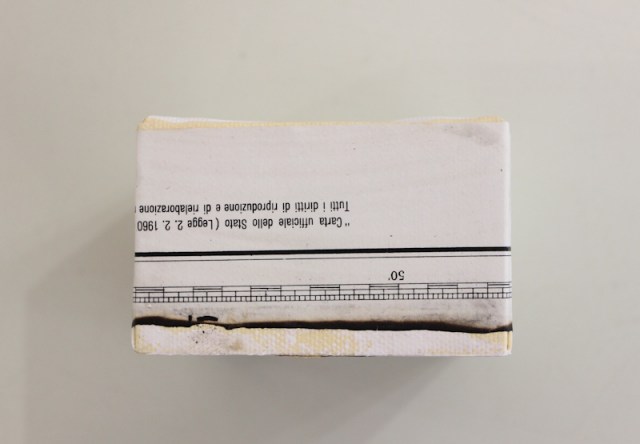 "Carta ufficiale dello Stato ( Legge 2. 2. 1960
Tutti i diritti di riproduzione e di rielaborazione
50'